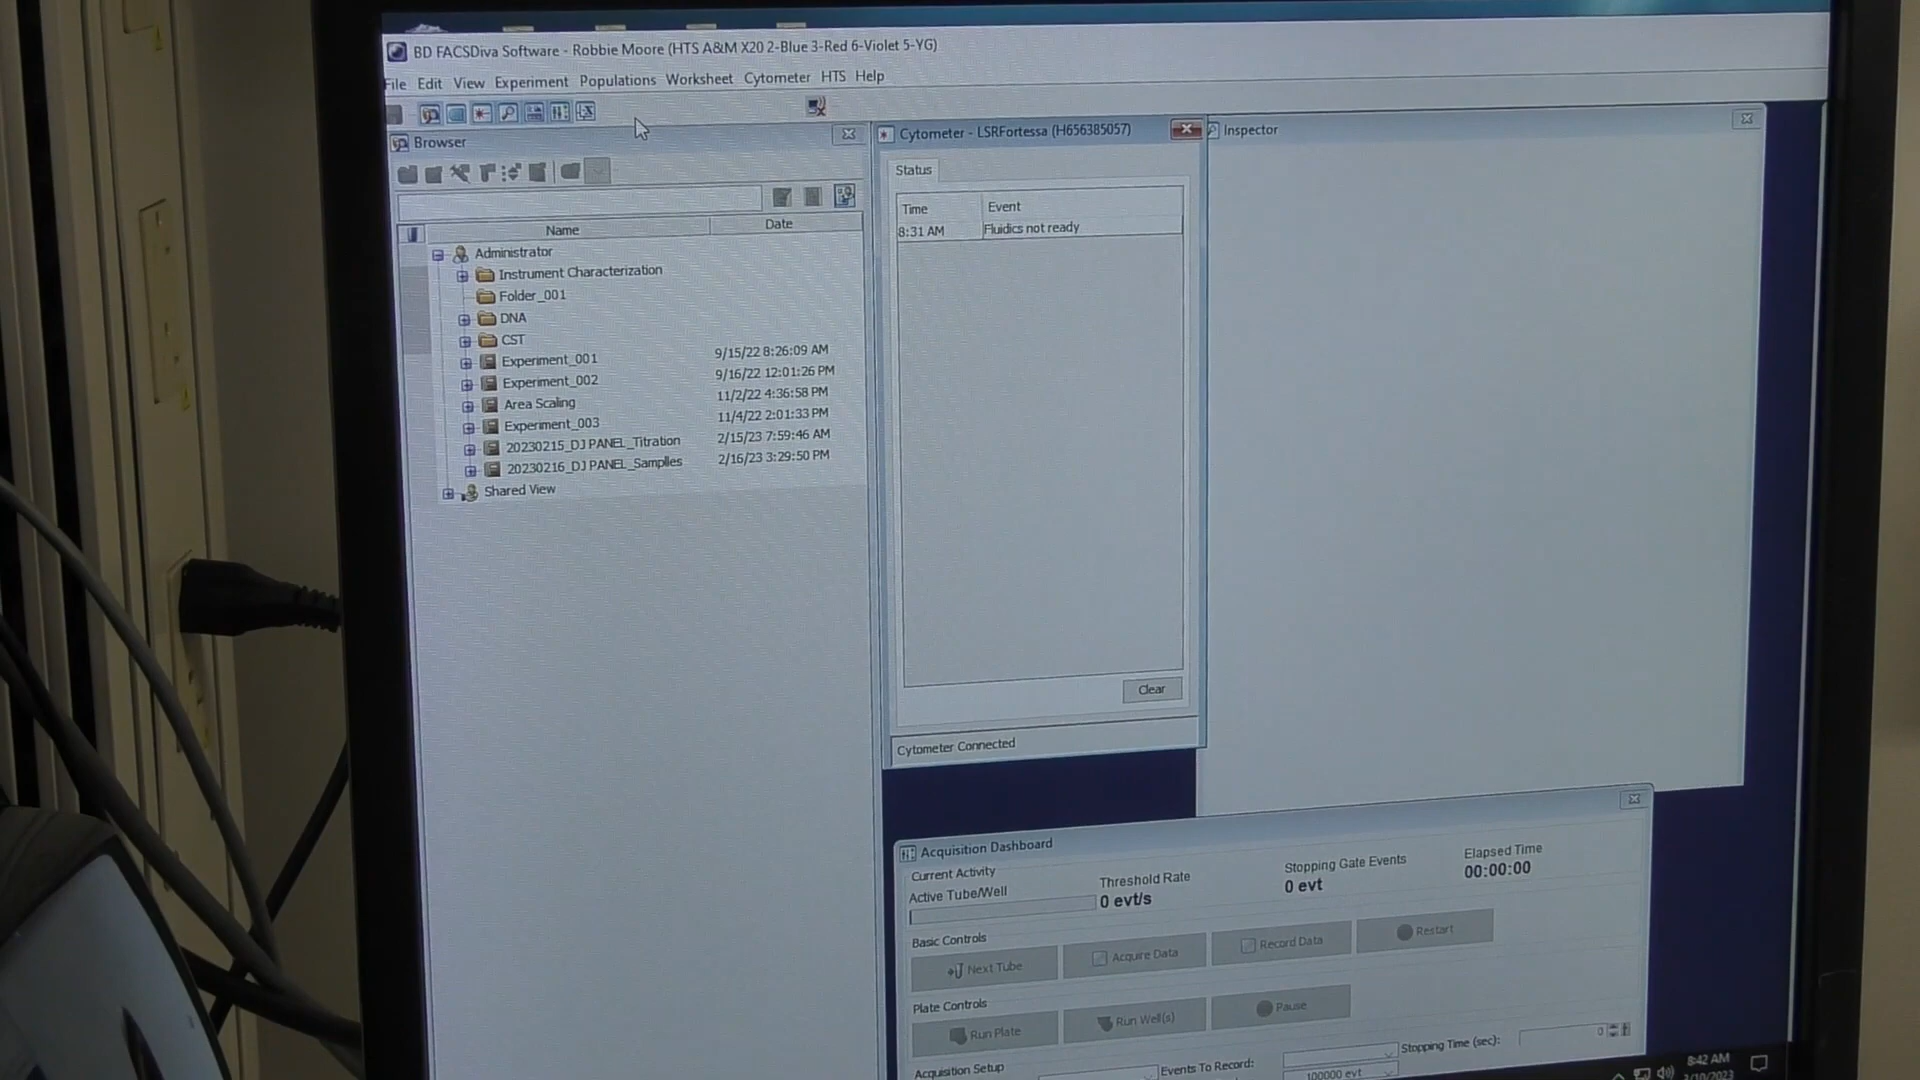 BD FACSDiva Software - Robbie Moore (HTS A&M X20 2-Blue 3-Red 6-Violet 5-YG)
File Edit View Experiment Populations Worksheet Cytometer HTS Help
Browser
Name Date
Administrator
Instrument Characterization
Folder_001
DNA
CST
Experiment_001 9/15/22 8:26:09 AM
Experiment_002 9/16/22 12:01:26 PM
Area Scaling 11/2/22 4:36:58 PM
Experiment_003 11/4/22 2:01:33 PM
20230215_DJ PANEL_Titration 2/15/23 7:59:46 AM
20230216_DJ PANEL_Samplles 2/16/23 3:29:50 PM
Shared View
Cytometer - LSRFortessa (H656385057)
Status
Time Event
8:31 AM Fluidics not ready
Clear
Cytometer Connected
Inspector
Acquisition Dashboard
Current Activity
Active Tube/Well Threshold Rate Stopping Gate Events Elapsed Time
0 evt/s 0 evt 00:00:00
Basic Controls
Next Tube Acquire Data Record Data Restart
Plate Controls
Run Plate Run Well(s) Pause
Acquisition Setup
Events To Record: Stopping Time (sec): 0
100000 evt
8:42 AM